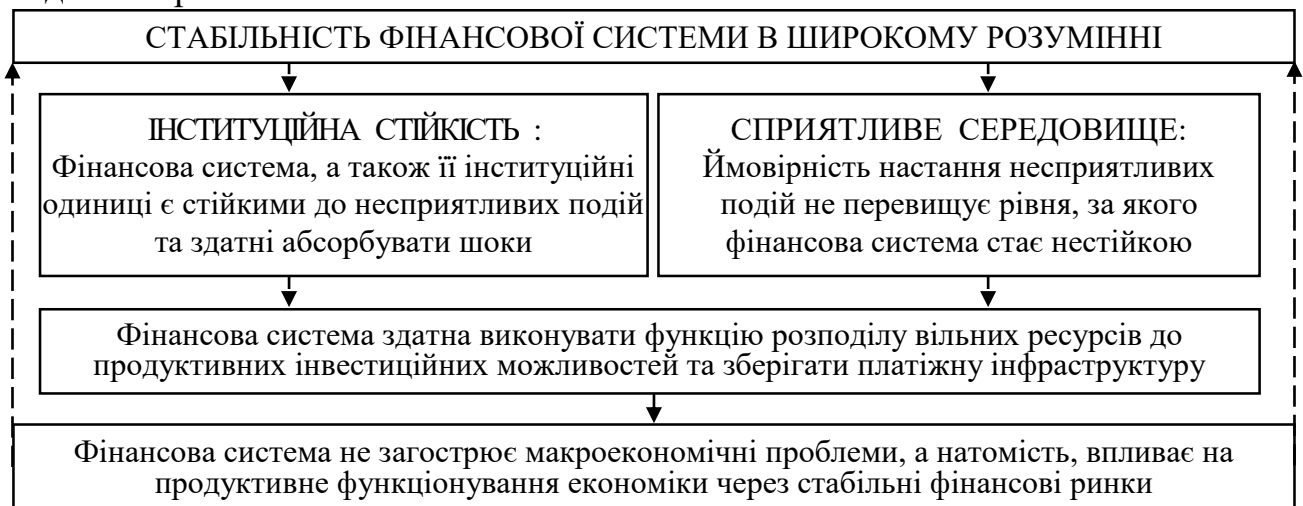 СТАБІЛЬНІСТЬ ФІНАНСОВОЇ СИСТЕМИ В ШИРОКОМУ РОЗУМІННІ
ІНСТИТУЦІЙНА СТІЙКІСТЬ :
Фінансова система, а також її інституційні
одиниці є стійкими до несприятливих подій
та здатні абсорбувати шоки
СПРИЯТЛИВЕ СЕРЕДОВИЩЕ:
Ймовірність настання несприятливих
подій не перевищує рівня, за якого
фінансова система стає нестійкою
Фінансова система здатна виконувати функцію розподілу вільних ресурсів до
продуктивних інвестиційних можливостей та зберігати платіжну інфраструктуру
Фінансова система не загострює макроекономічні проблеми, а натомість, впливає на
продуктивне функціонування економіки через стабільні фінансові ринки